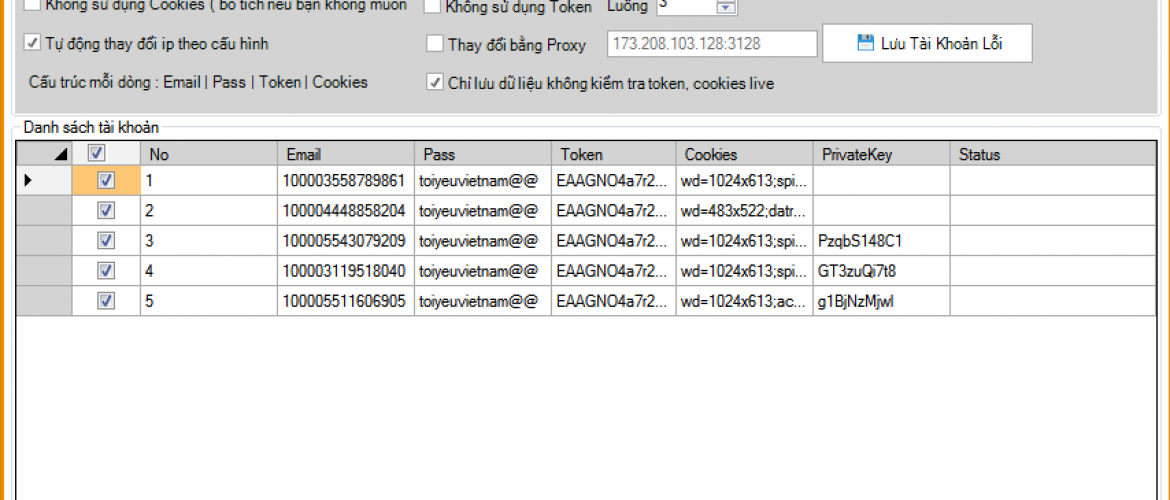 Không sử dụng Cookies ( bỏ tích nếu bạn không muốn
Không sử dụng Token Luồng 3
Tự động thay đổi ip theo cấu hình
Thay đổi bằng Proxy 173.208.103.128:3128 Lưu Tài Khoản Lỗi
Cấu trúc mỗi dòng : Email | Pass | Token | Cookies
Chỉ lưu dữ liệu không kiểm tra token, cookies live
Danh sách tài khoản
No Email Pass Token Cookies PrivateKey Status
1 100003558789861 toiyeuvietnam@@ EAAGNO4a7r2... wd=1024x613;spi...
2 100004448858204 toiyeuvietnam@@ EAAGNO4a7r2... wd=483x522;datr...
3 100005543079209 toiyeuvietnam@@ EAAGNO4a7r2... wd=1024x613;spi... PzqbS148C1
4 100003119518040 toiyeuvietnam@@ EAAGNO4a7r2... wd=1024x613;spi... GT3zuQi7t8
5 100005511606905 toiyeuvietnam@@ EAAGNO4a7r2... wd=1024x613;ac... g1BjNzMjwl